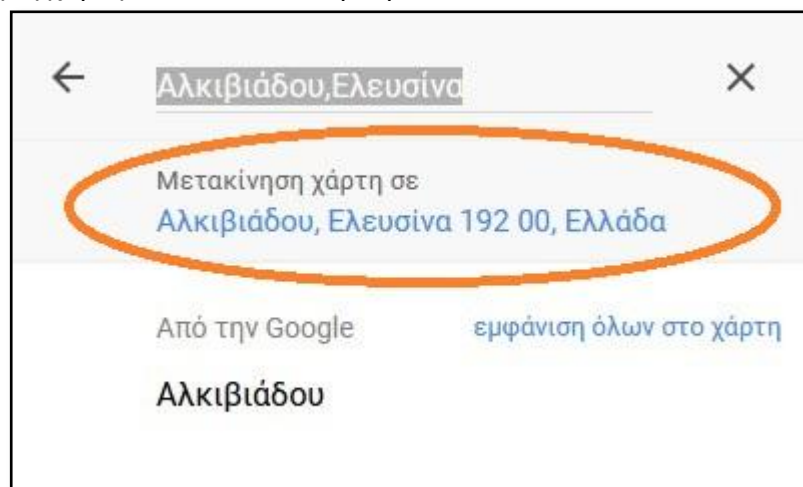 Αλκιβιάδου,Ελευσίνα
Μετακίνηση χάρτη σε
Αλκιβιάδου, Ελευσίνα 192 00, Ελλάδα
Από την Google εμφάνιση όλων στο χάρτη
Αλκιβιάδου